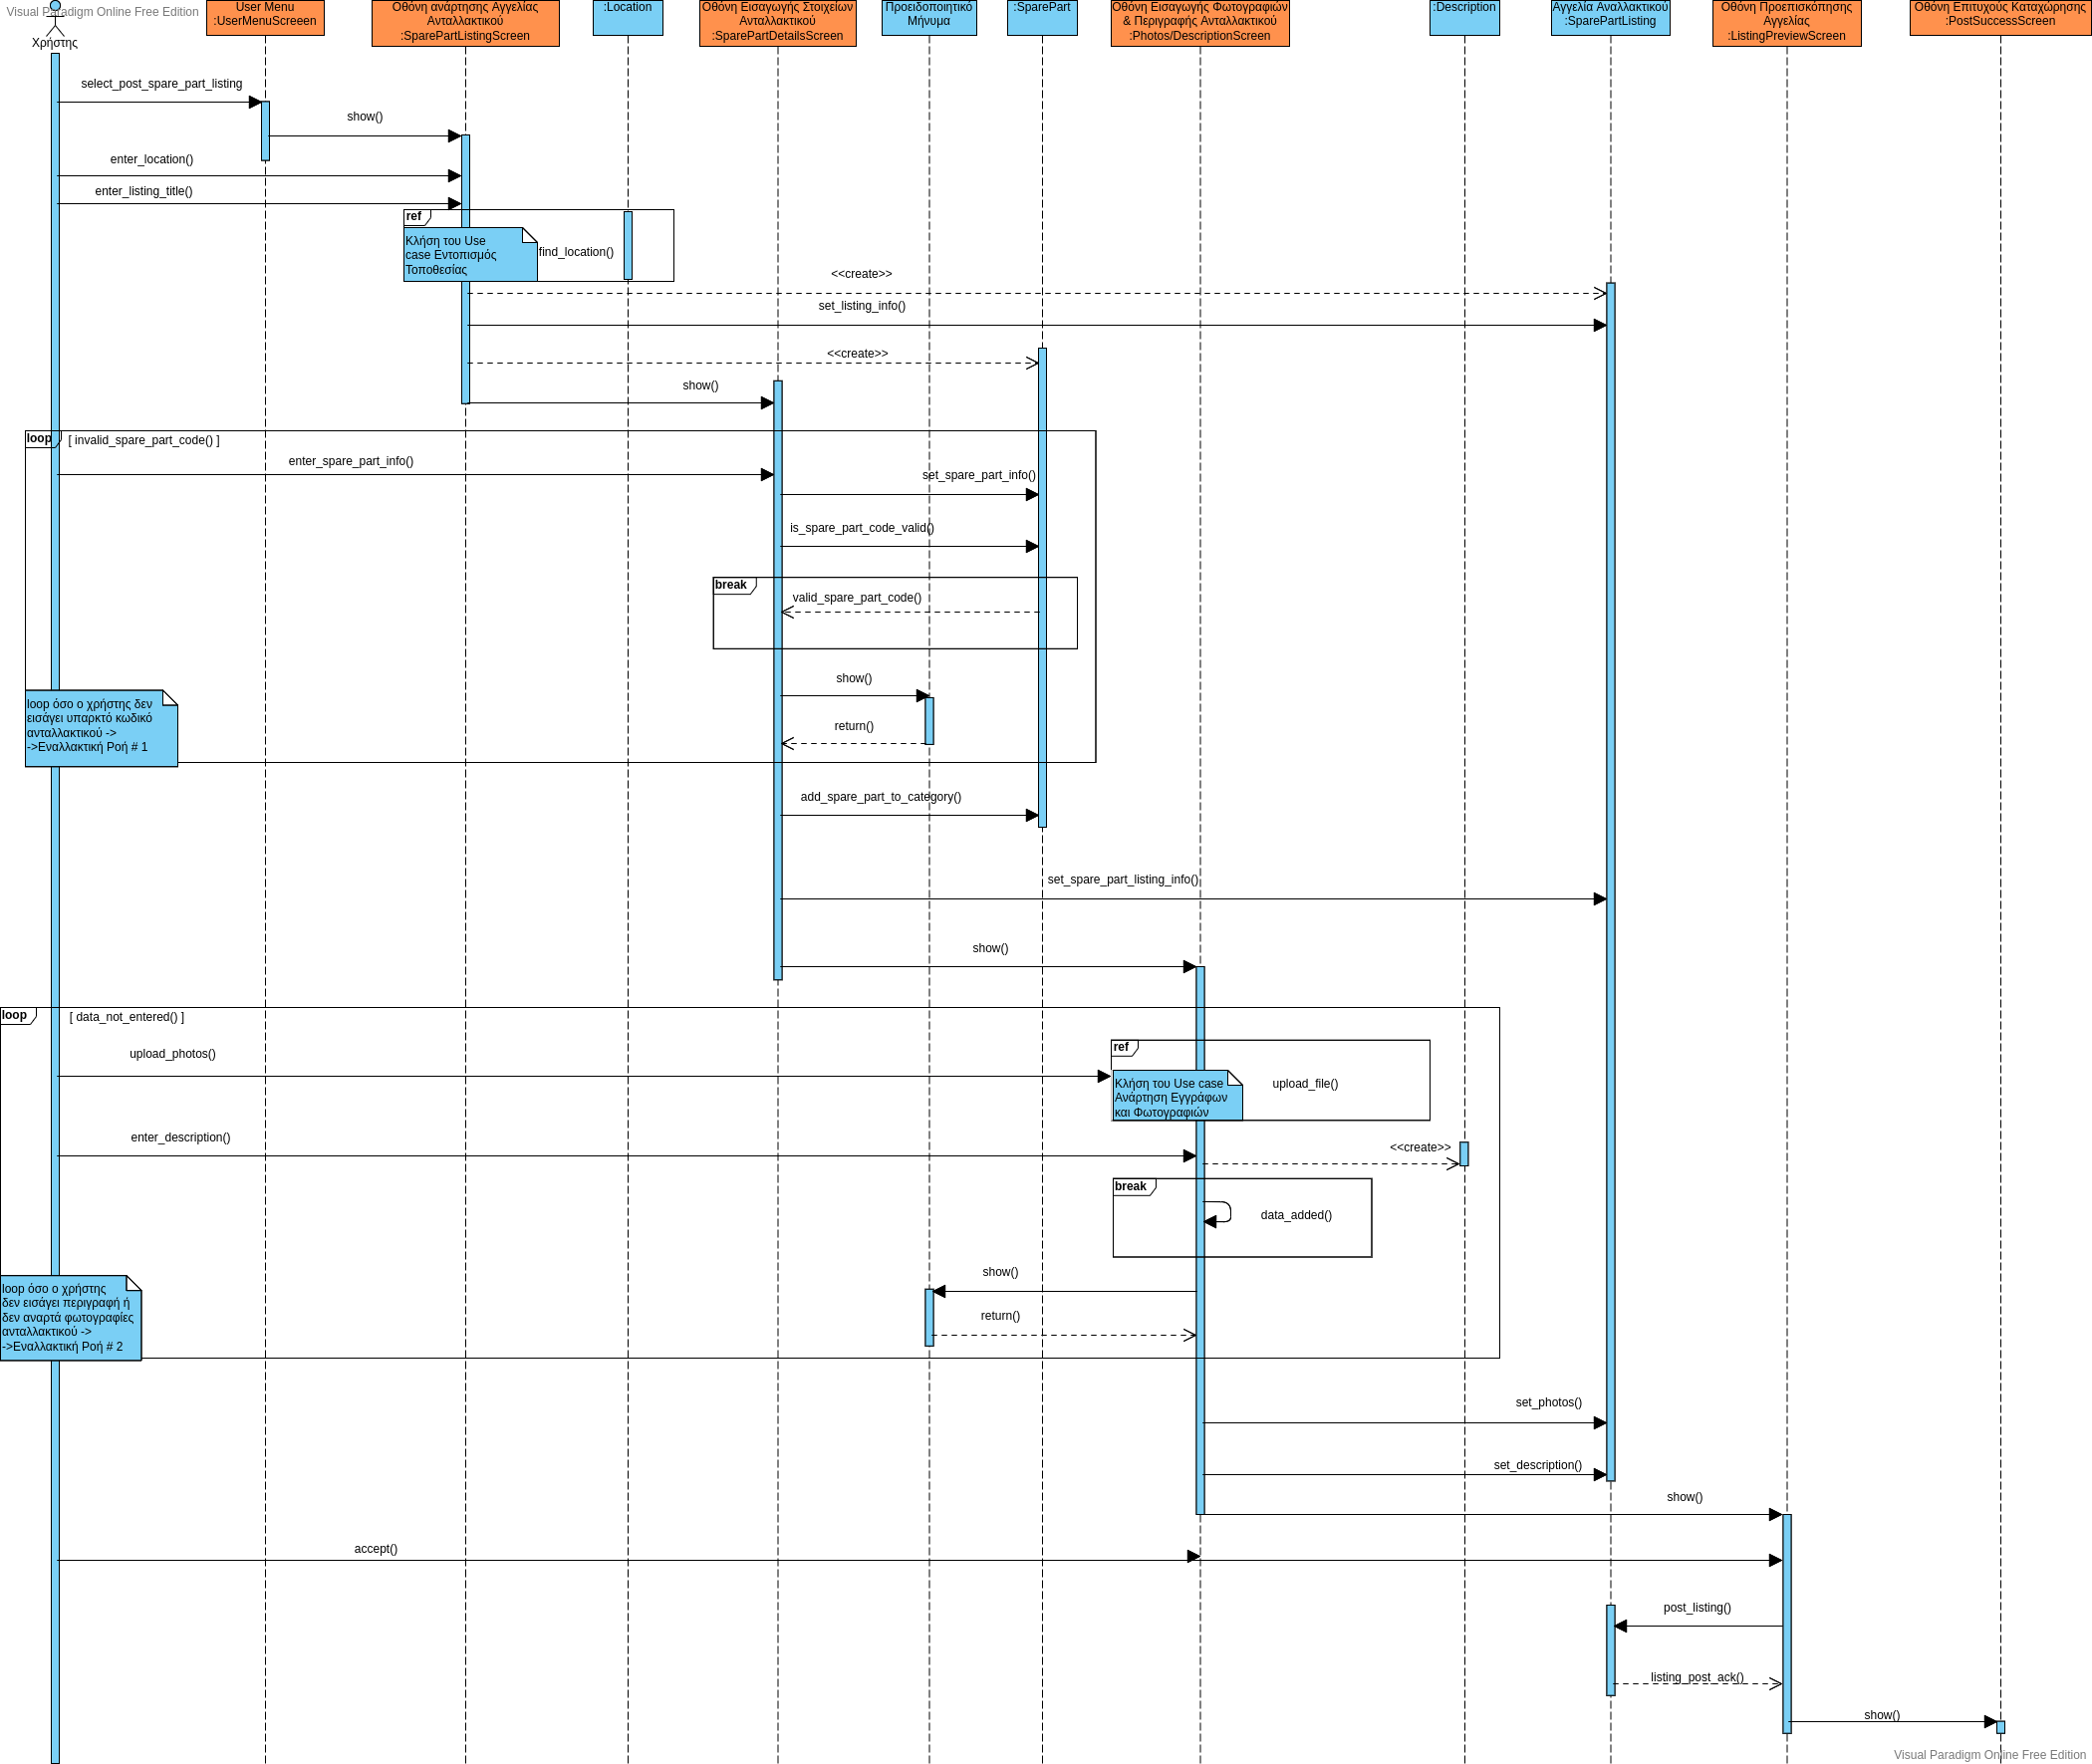 Visual Paradigm Online Free Edition
Χρήστης
User Menu
:UserMenuScreeen
Οθόνη ανάρτησης Αγγελίας
Ανταλλακτικού
:SparePartListingScreen
:Location
Οθόνη Εισαγωγής Στοιχείων
Ανταλλακτικού
:SparePartDetailsScreen
Προειδοποιητικό
Μήνυμα
:SparePart
Οθόνη Εισαγωγής Φωτογραφιών
& Περιγραφής Ανταλλακτικού
:Photos/DescriptionScreen
:Description
Αγγελία Αναλλακτικού
:SparePartListing
Οθόνη Προεπισκόπησης
Αγγελίας
:ListingPreviewScreen
Οθόνη Επιτυχούς Καταχώρησης
:PostSuccessScreen
select_post_spare_part_listing
show()
enter_location()
enter_listing_title()
ref
Κλήση του Use
case Εντοπισμός
Τοποθεσίας
find_location()
<<create>>
set_listing_info()
<<create>>
show()
loop
[ invalid_spare_part_code() ]
enter_spare_part_info()
set_spare_part_info()
is_spare_part_code_valid()
break
valid_spare_part_code()
show()
return()
loop όσο ο χρήστης δεν
εισάγει υπαρκτό κωδικό
ανταλλακτικού ->
->Εναλλακτική Ροή # 1
add_spare_part_to_category()
set_spare_part_listing_info()
show()
loop
[ data_not_entered() ]
upload_photos()
ref
Κλήση του Use case
Ανάρτηση Εγγράφων
και Φωτογραφιών
upload_file()
enter_description()
<<create>>
break
data_added()
show()
return()
loop όσο ο χρήστης
δεν εισάγει περιγραφή ή
δεν αναρτά φωτογραφίες
ανταλλακτικού ->
->Εναλλακτική Ροή # 2
set_photos()
set_description()
show()
accept()
post_listing()
listing_post_ack()
show()
Visual Paradigm Online Free Edition